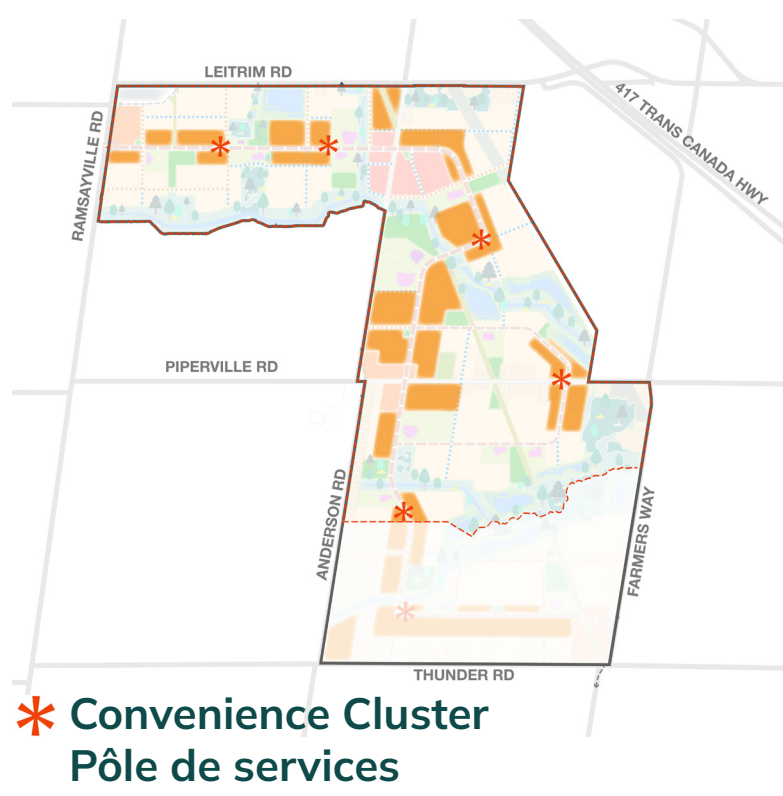 LEITRIM RD
417 TRANS CANADA HWY
RAMSAYVILLE RD
PIPERVILLE RD
ANDERSON RD
FARMERS WAY
THUNDER RD
* Convenience Cluster
Pôle de services